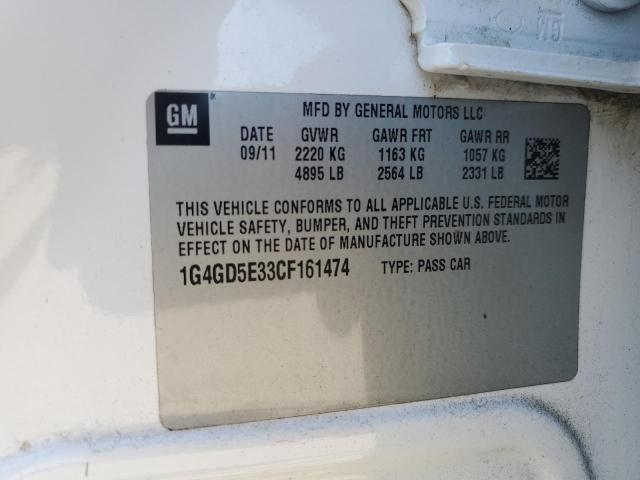 GM
MFD BY GENERAL MOTORS LLC
DATE GVWR GAWR FRT GAWR RR
09/11 2220 KG 1163 KG 1057 KG
4895 LB 2564 LB 2331 LB
THIS VEHICLE CONFORMS TO ALL APPLICABLE U.S. FEDERAL MOTOR
VEHICLE SAFETY, BUMPER, AND THEFT PREVENTION STANDARDS IN
EFFECT ON THE DATE OF MANUFACTURE SHOWN ABOVE.
1G4GD5E33CF161474 TYPE: PASS CAR